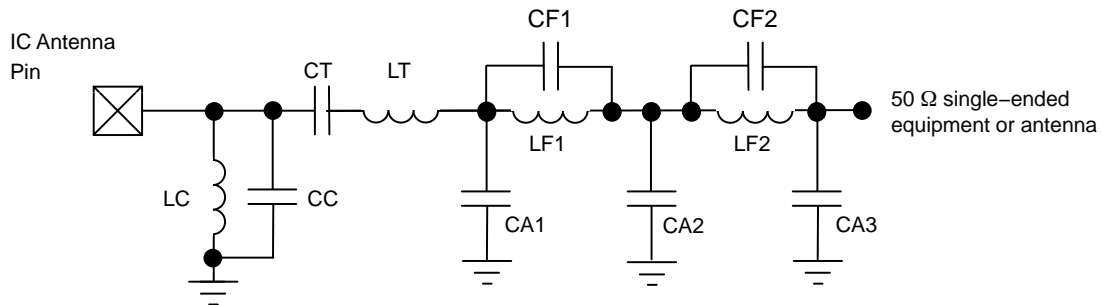 IC Antenna
Pin
CT
LT
CF1
CF2
LF1
LF2
50 Ω single−ended
equipment or antenna
LC
CC
CA1
CA2
CA3